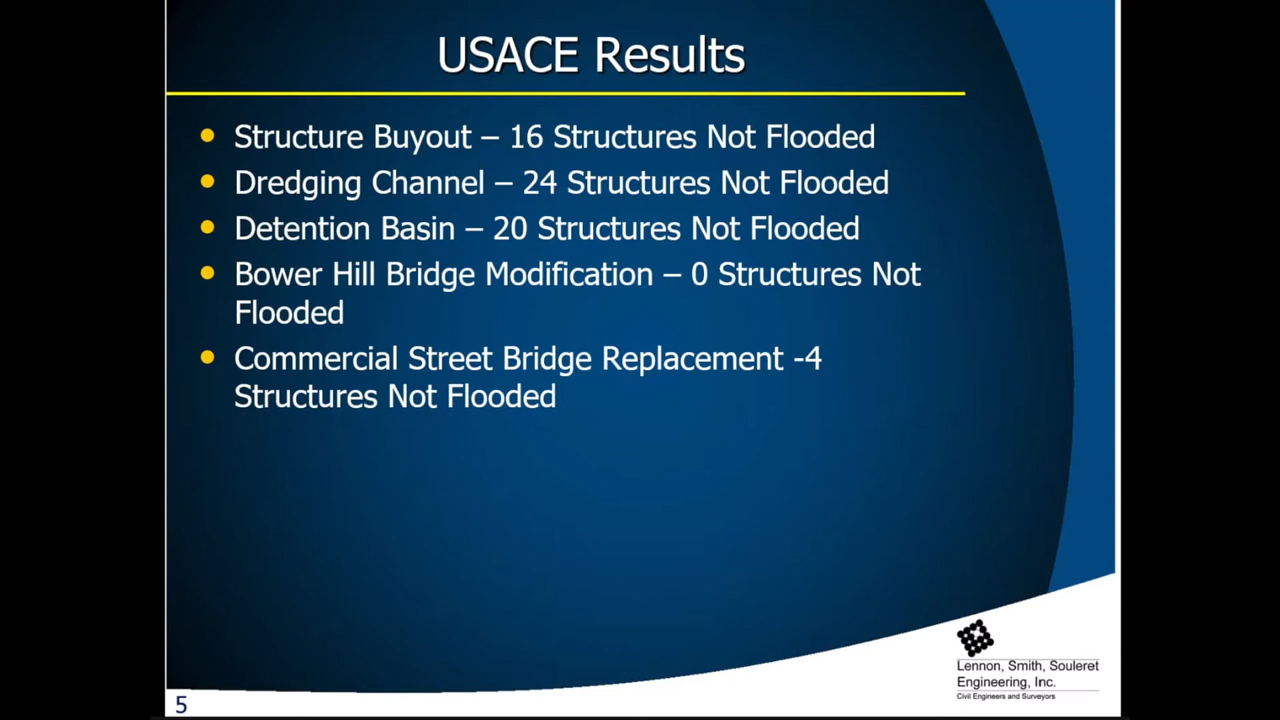 USACE Results
Structure Buyout – 16 Structures Not Flooded
Dredging Channel – 24 Structures Not Flooded
Detention Basin – 20 Structures Not Flooded
Bower Hill Bridge Modification – 0 Structures Not
Flooded
Commercial Street Bridge Replacement -4
Structures Not Flooded
Lennon, Smith, Souleret
Engineering, Inc.
Civil Engineers and Surveyors
5